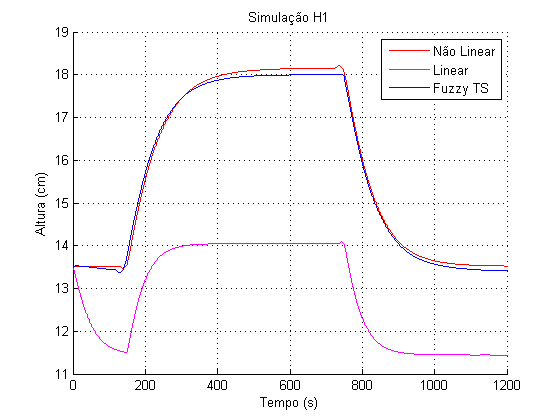 Simulação H1
19
18
17
16
15
14
13
12
11
Altura (cm)
0
200
400
600
800
1000
1200
Tempo (s)
Não Linear
Linear
Fuzzy TS